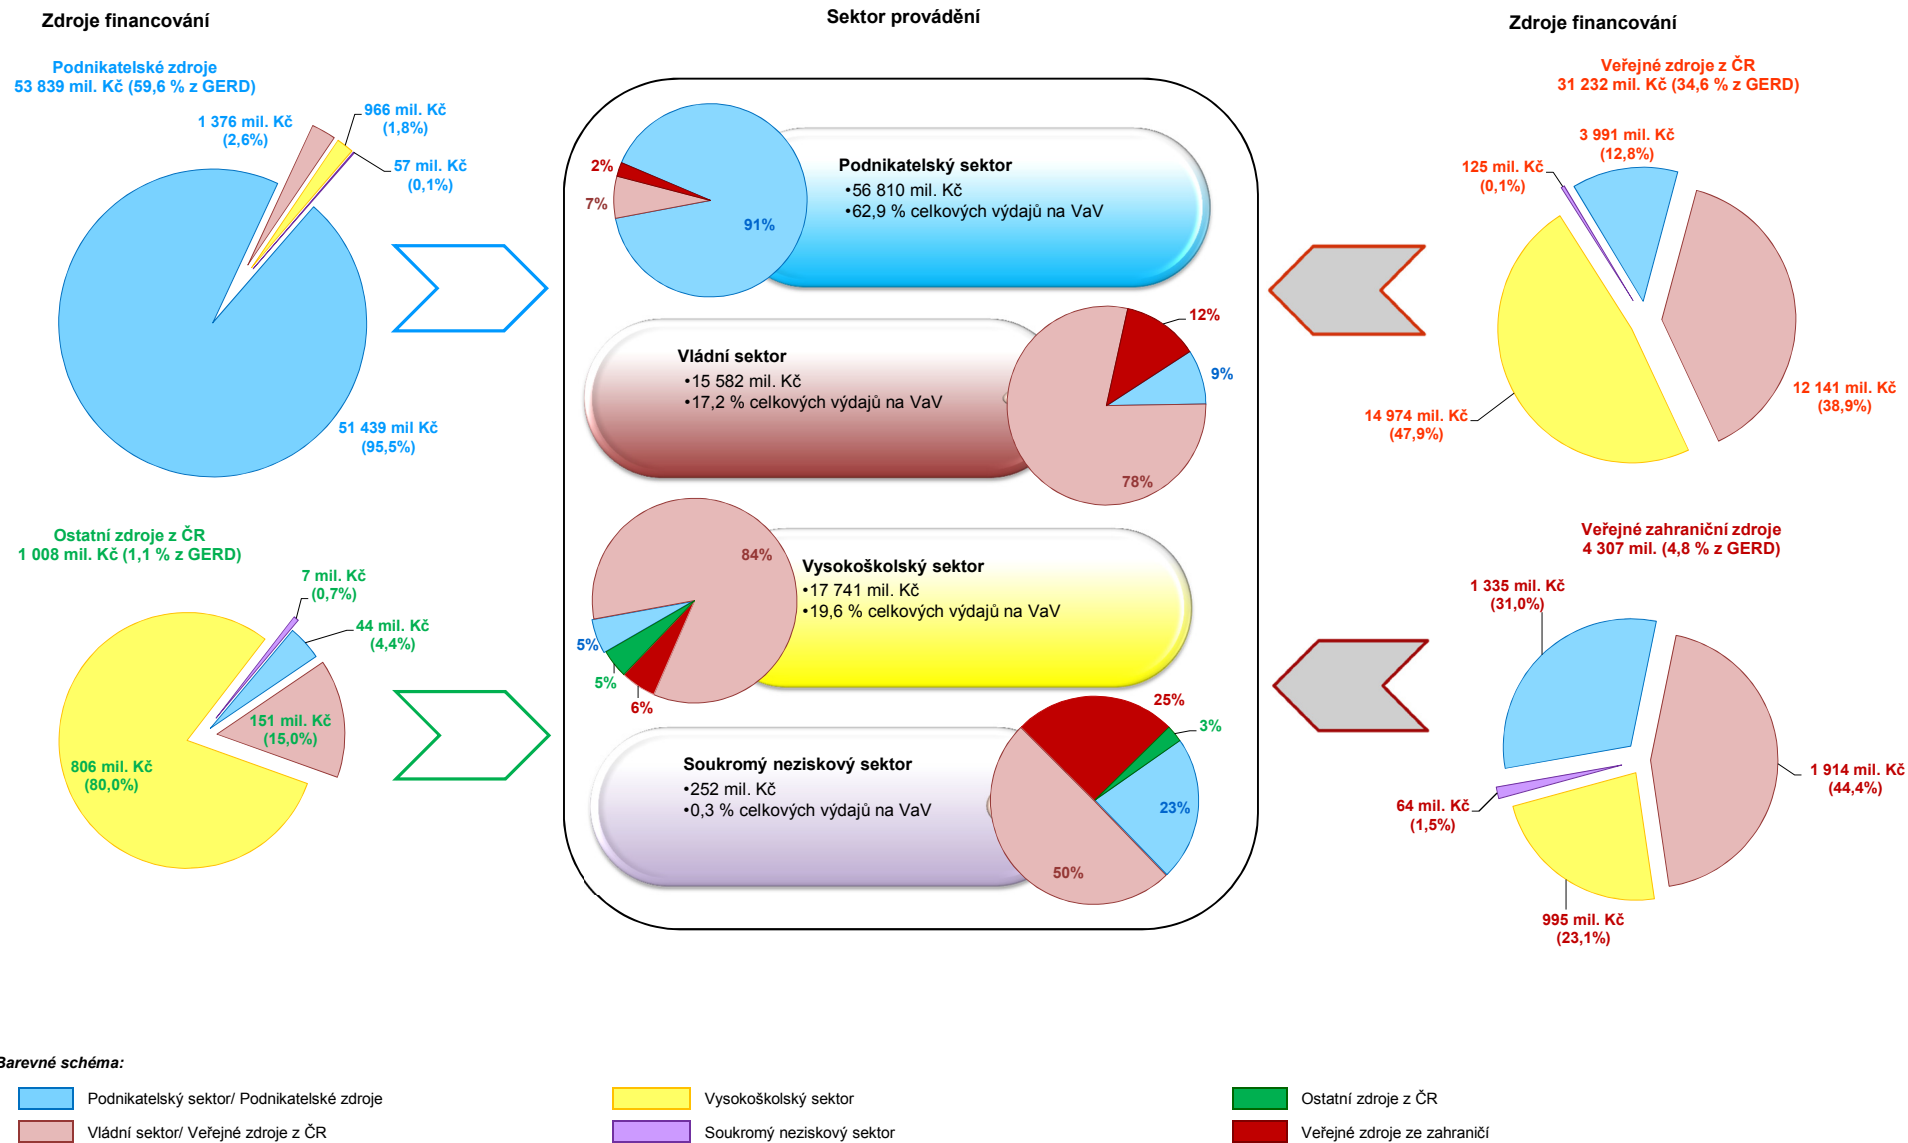 Zdroje financování
Sektor provádění
Zdroje financování
Podnikatelské zdroje
53 839 mil. Kč (59,6 % z GERD)
1 376 mil. Kč
(2,6%)
966 mil. Kč
(1,8%)
57 mil. Kč
(0,1%)
51 439 mil Kč
(95,5%)
Ostatní zdroje z ČR
1 008 mil. Kč (1,1 % z GERD)
7 mil. Kč
(0,7%)
44 mil. Kč
(4,4%)
151 mil. Kč
(15,0%)
806 mil. Kč
(80,0%)
2%
7%
91%
Podnikatelský sektor
•56 810 mil. Kč
•62,9 % celkových výdajů na VaV
Vládní sektor
•15 582 mil. Kč
•17,2 % celkových výdajů na VaV
12%
9%
78%
84%
5%
5%
6%
Vysokoškolský sektor
•17 741 mil. Kč
•19,6 % celkových výdajů na VaV
Soukromý neziskový sektor
•252 mil. Kč
•0,3 % celkových výdajů na VaV
25%
3%
23%
50%
Veřejné zdroje z ČR
31 232 mil. Kč (34,6 % z GERD)
3 991 mil. Kč
(12,8%)
125 mil. Kč
(0,1%)
12 141 mil. Kč
(38,9%)
14 974 mil. Kč
(47,9%)
Veřejné zahraniční zdroje
4 307 mil. (4,8 % z GERD)
1 335 mil. Kč
(31,0%)
1 914 mil. Kč
(44,4%)
64 mil. Kč
(1,5%)
995 mil. Kč
(23,1%)
Barevné schéma:
Podnikatelský sektor/ Podnikatelské zdroje
Vysokoškolský sektor
Ostatní zdroje z ČR
Vládní sektor/ Veřejné zdroje z ČR
Soukromý neziskový sektor
Veřejné zdroje ze zahraničí